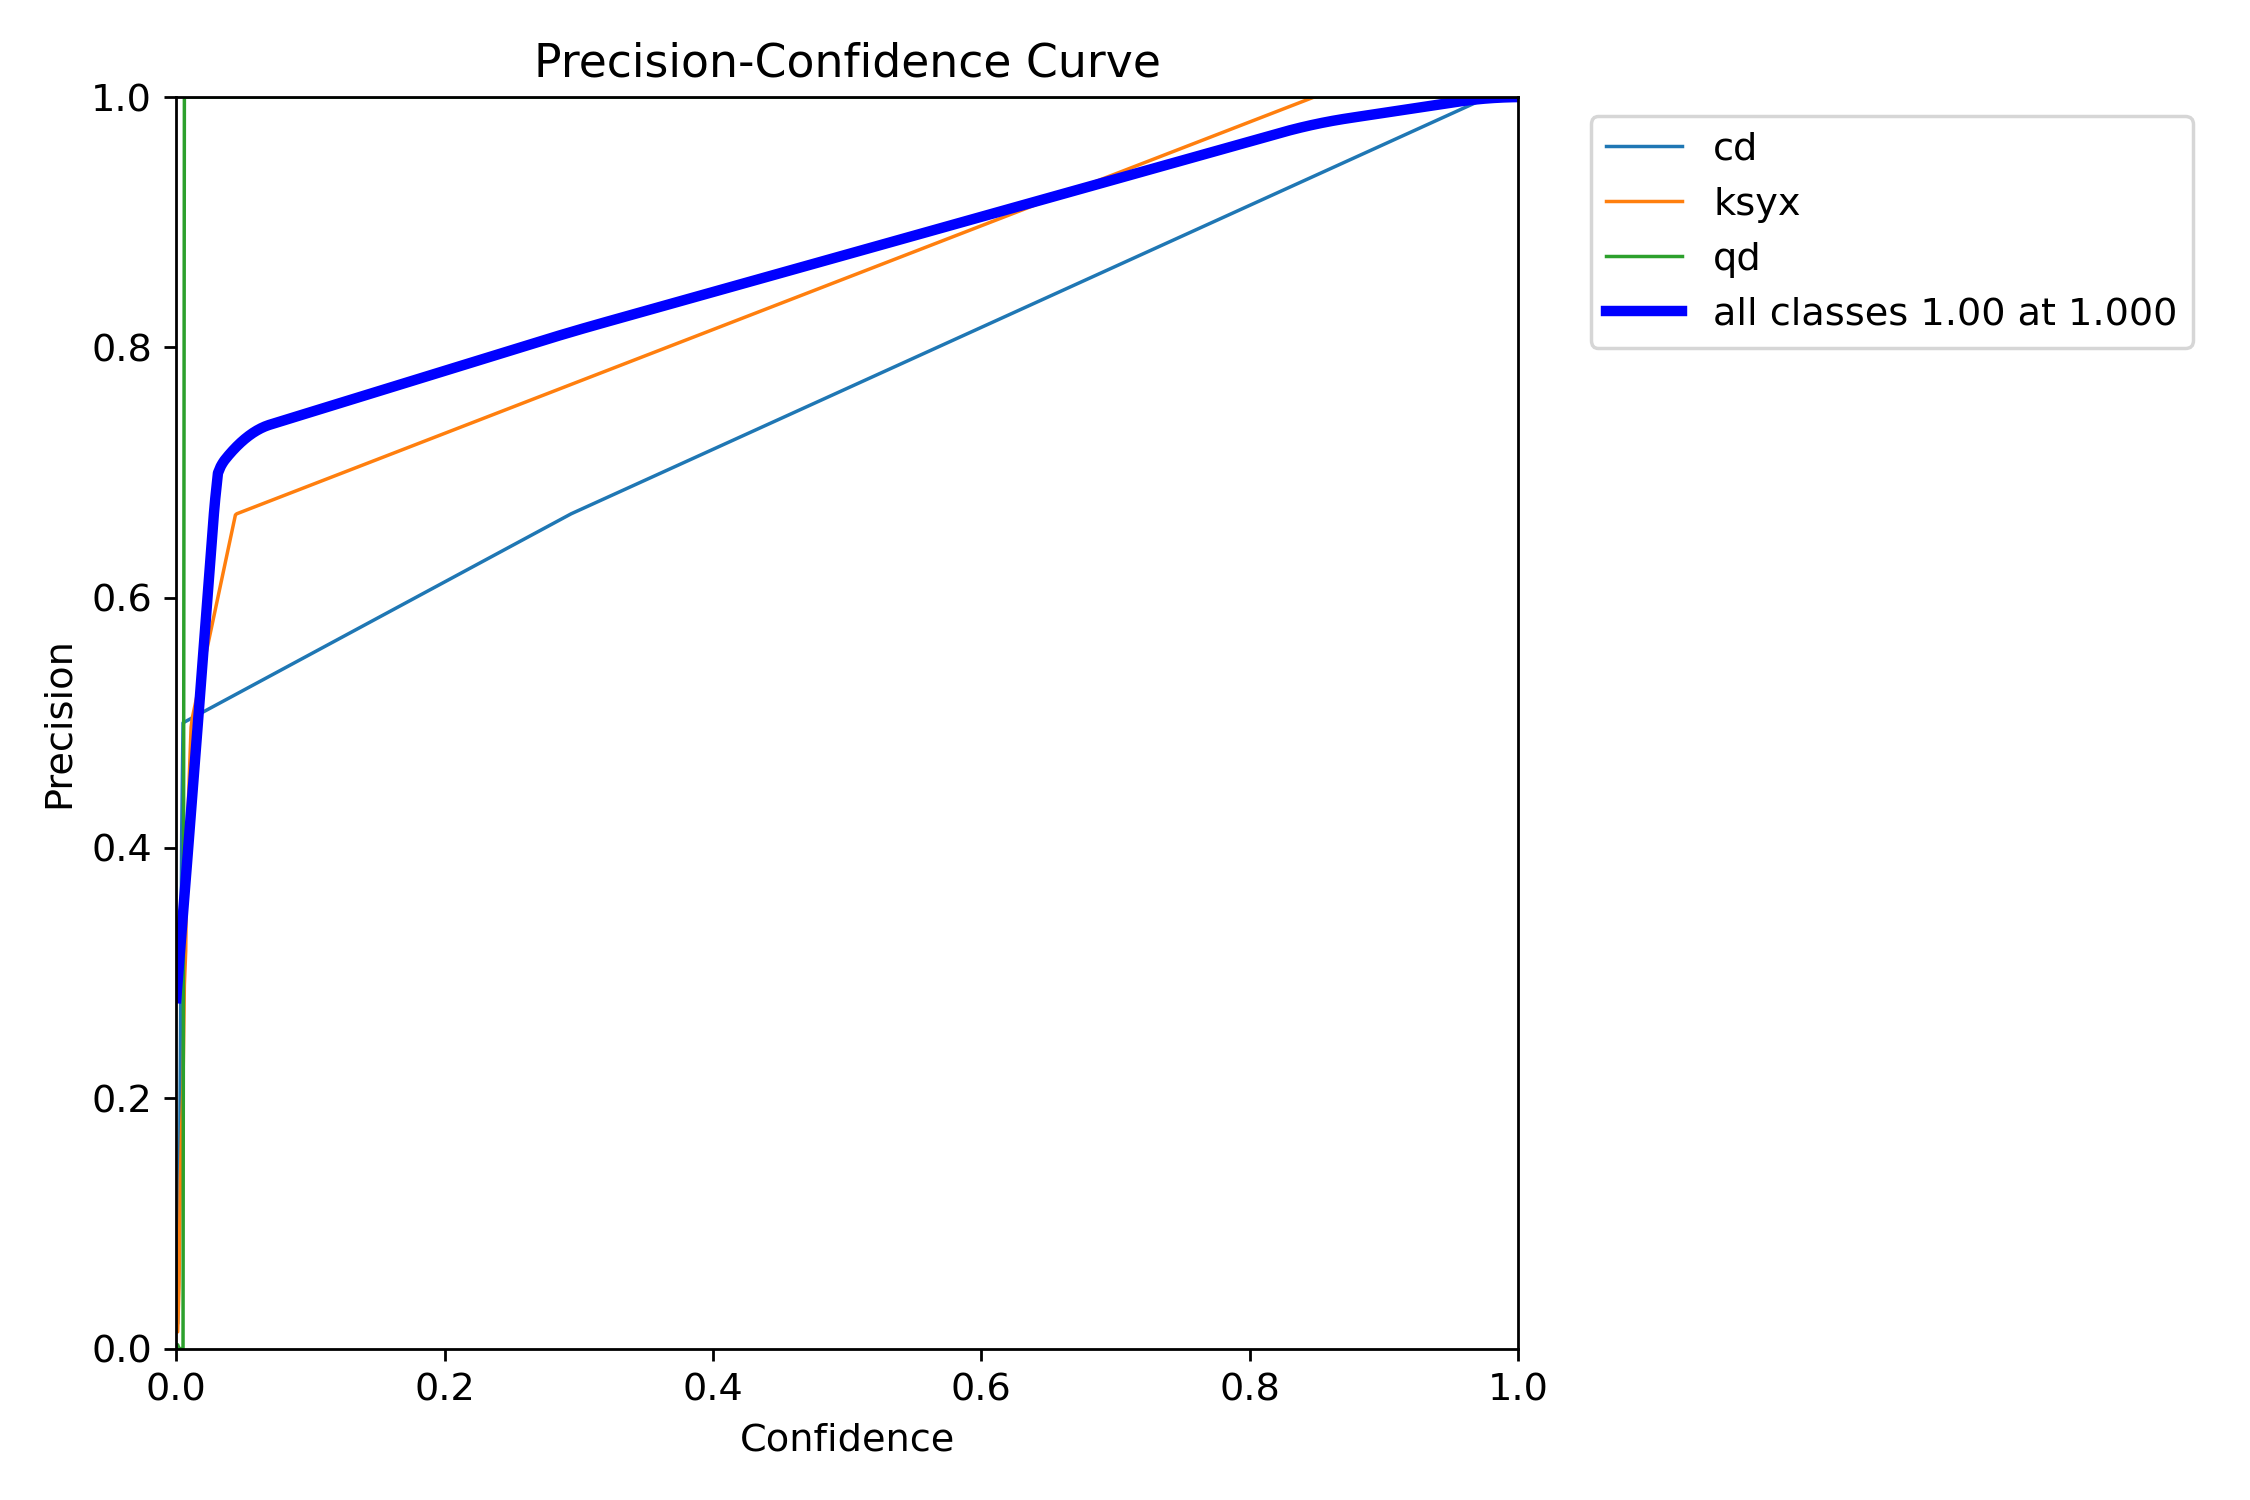 Precision-Confidence Curve
1.0
0.8
0.6
0.4
0.2
0.0
Precision
0.0 0.2 0.4 0.6 0.8 1.0
Confidence
cd
ksyx
qd
all classes 1.00 at 1.000